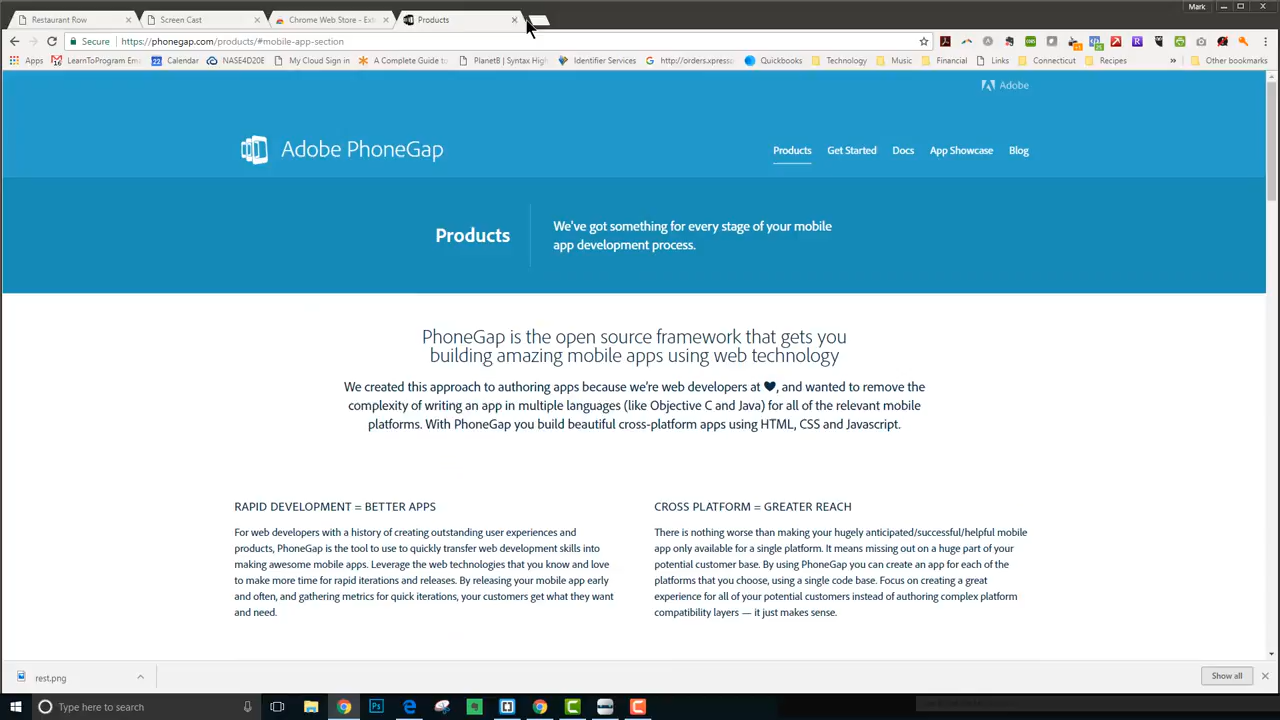 Mark
Restaurant Row
Screen Cast
Chrome Web Store - Exte
Products
Secure
https://phonegap.com/products/#mobile-app-section
Apps
LearnToProgram Ema
22
Calendar
NASE4D20E
My Cloud Sign in
A Complete Guide to
PlanetB | Syntax High
Identifier Services
http://orders.xpresso
Quickbooks
Technology
Music
Financial
Links
Connecticut
Recipes
»
Other bookmarks
Adobe
Adobe PhoneGap
Products
Get Started
Docs
App Showcase
Blog
Products
We've got something for every stage of your mobile
app development process.
PhoneGap is the open source framework that gets you
building amazing mobile apps using web technology
We created this approach to authoring apps because we're web developers at ♥, and wanted to remove the
complexity of writing an app in multiple languages (like Objective C and Java) for all of the relevant mobile
platforms. With PhoneGap you build beautiful cross-platform apps using HTML, CSS and Javascript.
RAPID DEVELOPMENT = BETTER APPS
For web developers with a history of creating outstanding user experiences and
products, PhoneGap is the tool to use to quickly transfer web development skills into
making awesome mobile apps. Leverage the web technologies that you know and love
to make more time for rapid iterations and releases. By releasing your mobile app early
and often, and gathering metrics for quick iterations, your customers get what they want
and need.
CROSS PLATFORM = GREATER REACH
There is nothing worse than making your hugely anticipated/successful/helpful mobile
app only available for a single platform. It means missing out on a huge part of your
potential customer base. By using PhoneGap you can create an app for each of the
platforms that you choose, using a single code base. Focus on creating a great
experience for all of your potential customers instead of authoring complex platform
compatibility layers — it just makes sense.
rest.png
Show all
Type here to search